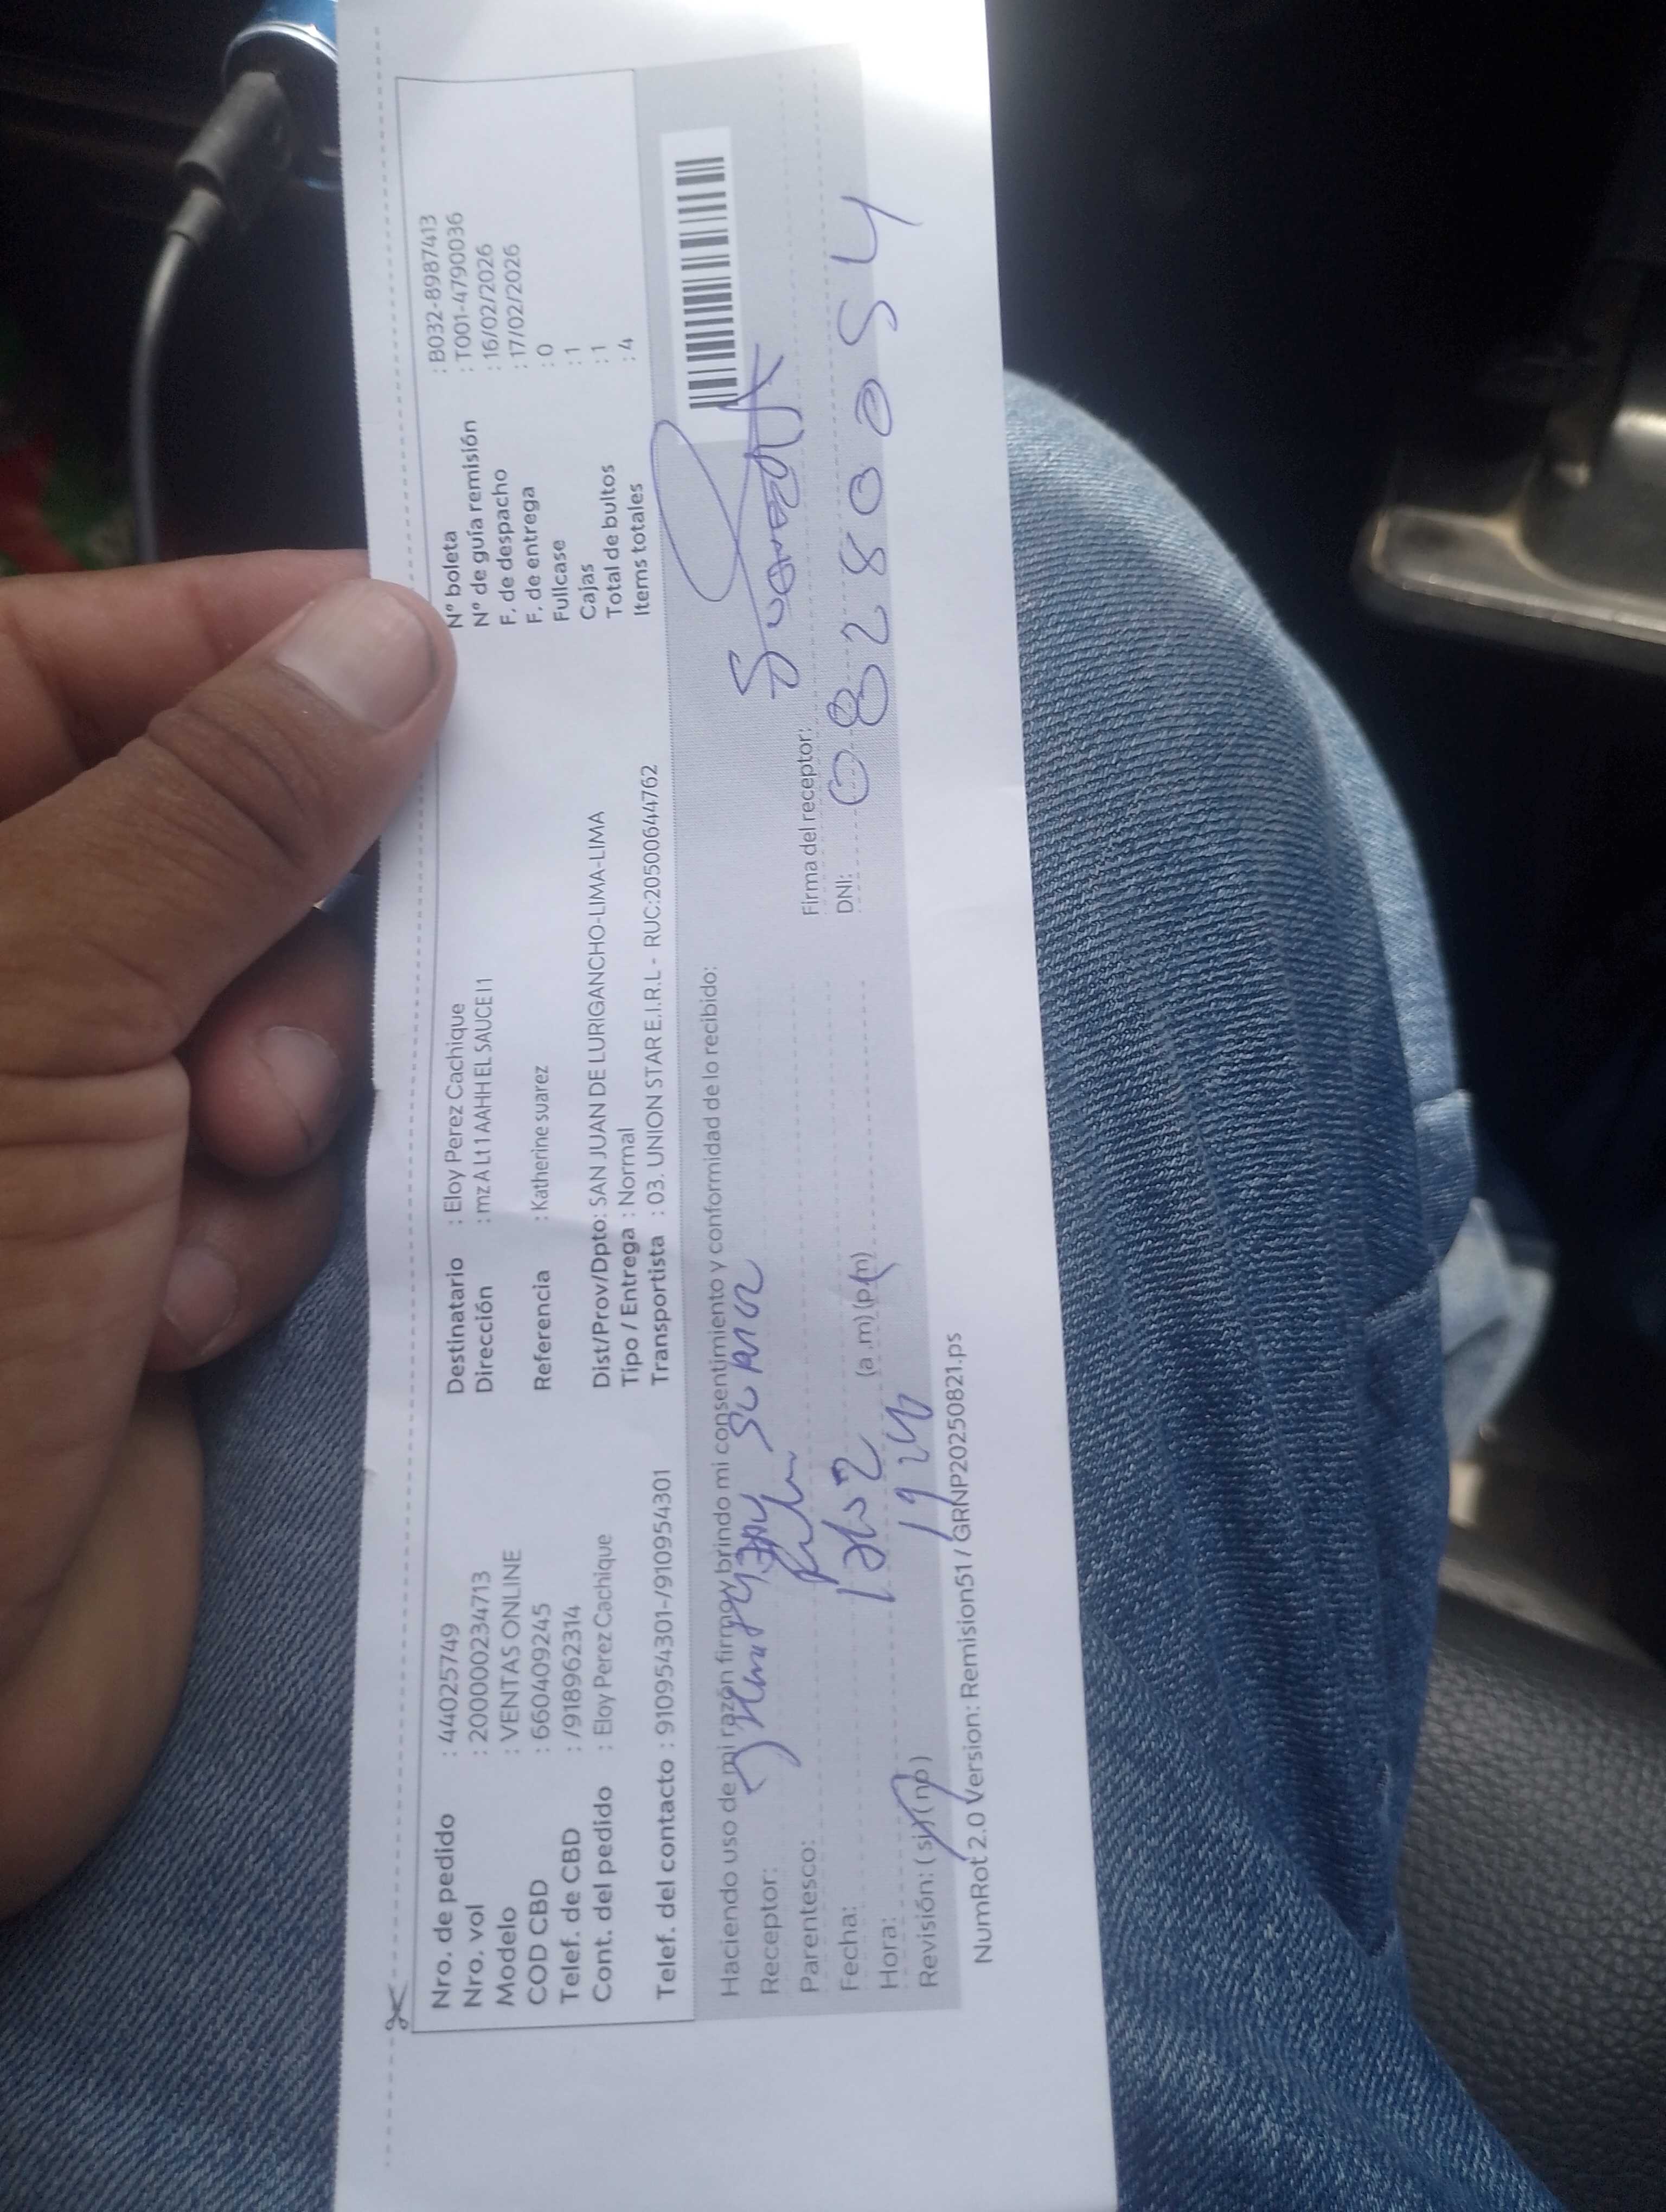 Nro. de pedido : 44025749
Nro. vol : 2000002234713
Modelo : VENTAS ONLINE
COD CBD : 660409245
Telef. de CBD : /918962314
Cont. del pedido : Eloy Perez Cachique
Telef. del contacto : 910954301-/910954301
Destinatario : Eloy Perez Cachique
Dirección : mz A Lt 1 AHH EL SAUCE I 1
Referencia : Katherine suarez
Dist/Prov/Dpto: SAN JUAN DE LURIGANCHO-LIMA-LIMA
Tipo / Entrega : Normal
Transportista : 03. UNION STAR E.I.R.L - RUC:20500644762
N° boleta : B032-8987413
N° de guía remisión : T001-4790036
F. de despacho : 16/02/2026
F. de entrega : 17/02/2026
Fullcase : 0
Cajas : 1
Total de bultos : 1
Items totales : 4
Haciendo uso de mi razón firmo y brindo mi consentimiento y conformidad de lo recibido:
Receptor:
Parentesco:
Fecha:
Hora: (a.m) (p.m)
Revisión: ( si ) ( no )
Firma del receptor:
DNI:
NumRot 2.0 Version: Remision51 / GRNP20250821.ps